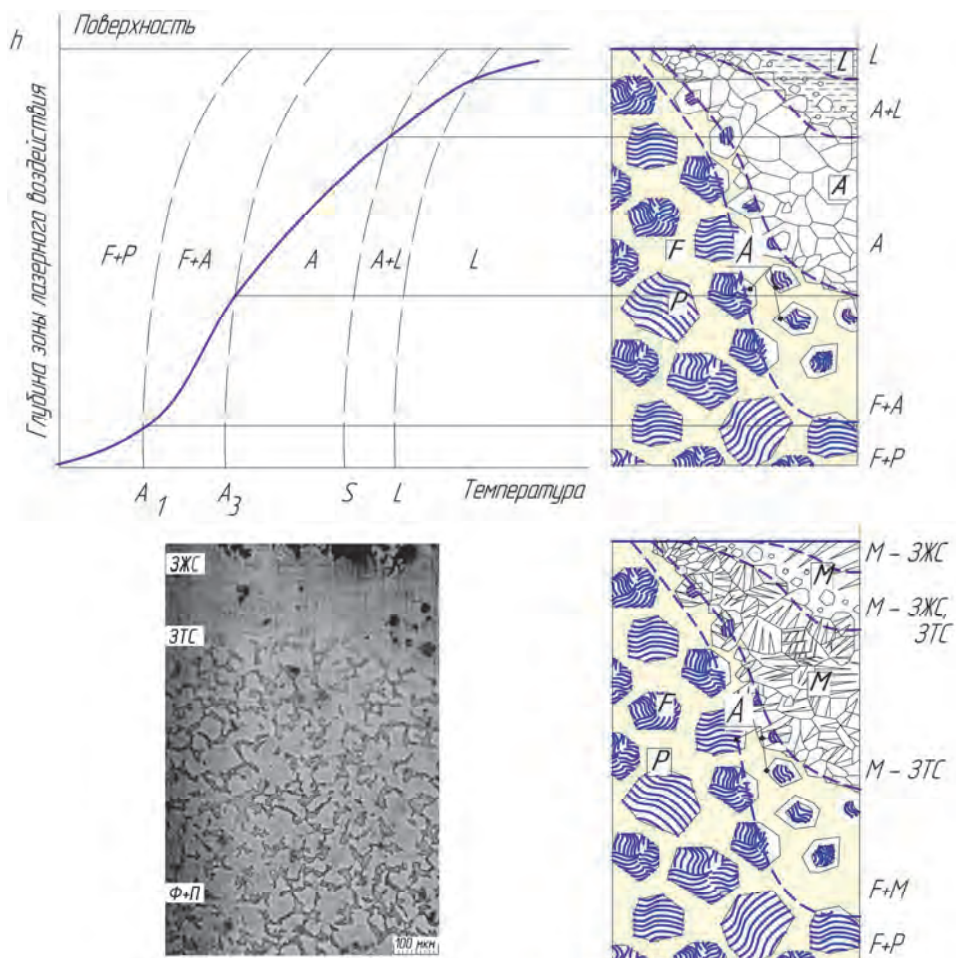 h
Поверхность
Глубина зоны лазерного воздействия
F+P
F+A
A
A+L
L
A1
A3
S
L
Температура
L
A
F
A
P
L
A+L
A
F+A
F+P
ЗЖС
ЗТС
Ф+П
100 мкм
M
M
F
A
P
М – ЗЖС
М – ЗЖС,
ЗТС
М – ЗТС
F+M
F+P